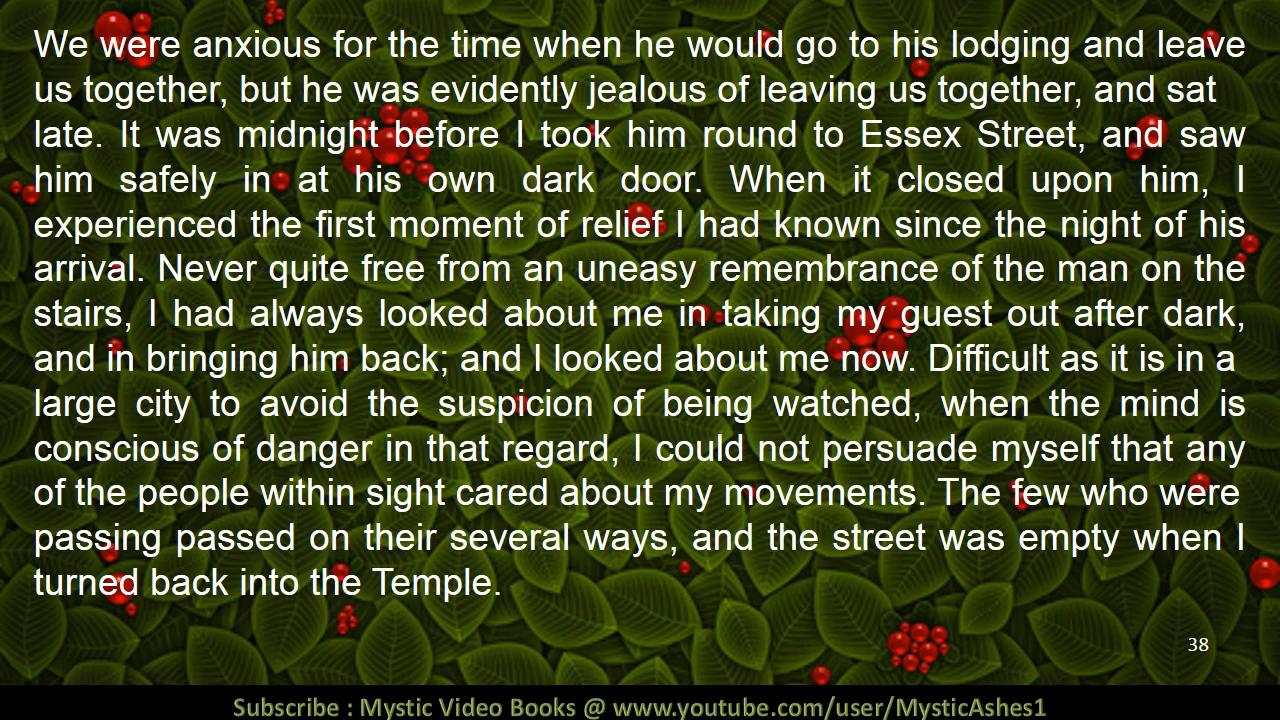 We were anxious for the time when he would go to his lodging and leave
us together, but he was evidently jealous of leaving us together, and sat
late. It was midnight before I took him round to Essex Street, and saw
him safely in at his own dark door. When it closed upon him, I
experienced the first moment of relief I had known since the night of his
arrival. Never quite free from an uneasy remembrance of the man on the
stairs, I had always looked about me in taking my guest out after dark,
and in bringing him back; and I looked about me now. Difficult as it is in a
large city to avoid the suspicion of being watched, when the mind is
conscious of danger in that regard, I could not persuade myself that any
of the people within sight cared about my movements. The few who were
passing passed on their several ways, and the street was empty when I
turned back into the Temple.
38
Subscribe : Mystic Video Books @ www.youtube.com/user/MysticAshes1